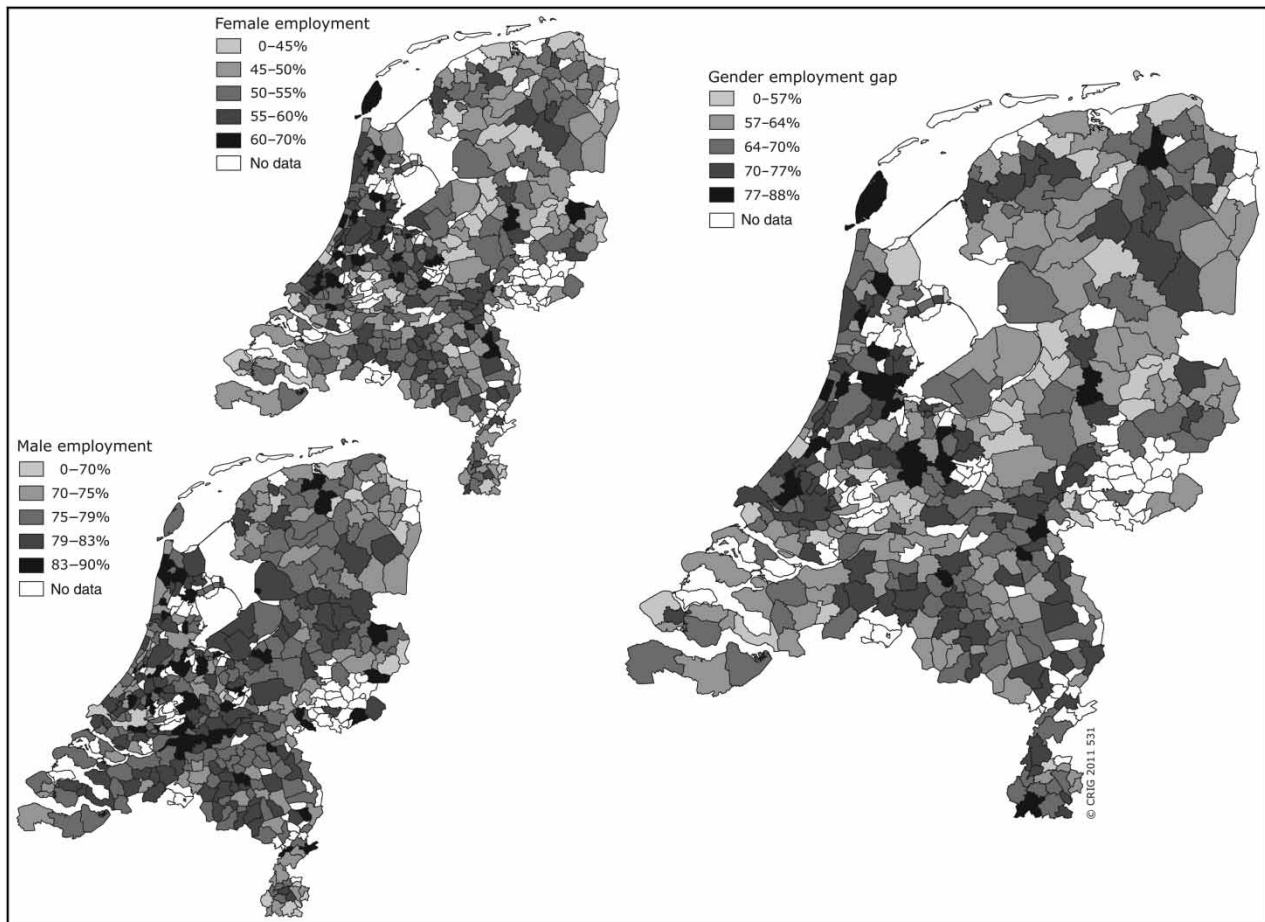 Female employment
0–45%
45–50%
50–55%
55–60%
60–70%
No data
Gender employment gap
0–57%
57–64%
64–70%
70–77%
77–88%
No data
Male employment
0–70%
70–75%
75–79%
79–83%
83–90%
No data
© CRIG 2011 531